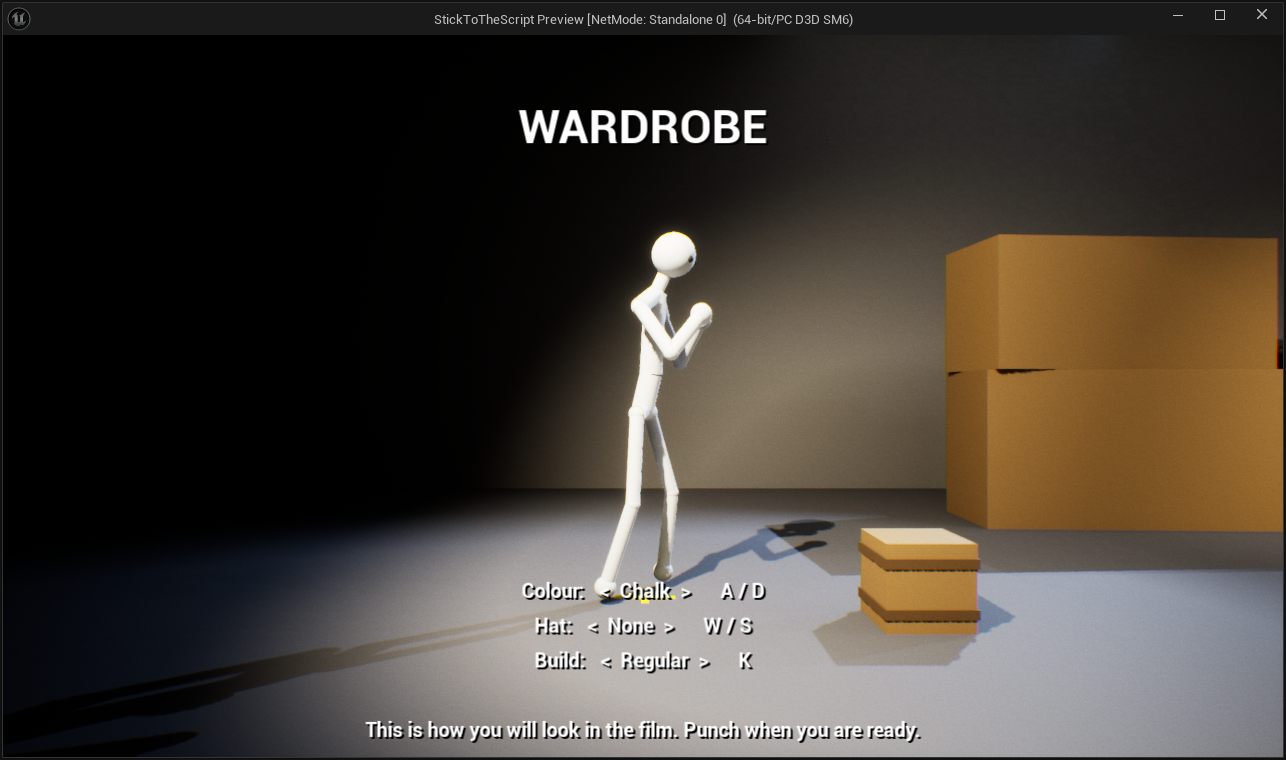 StickToTheScript Preview [NetMode: Standalone 0] (64-bit/PC D3D SM6)
WARDROBE
Colour: < Chalk > A / D
Hat: < None > W / S
Build: < Regular > K
This is how you will look in the film. Punch when you are ready.